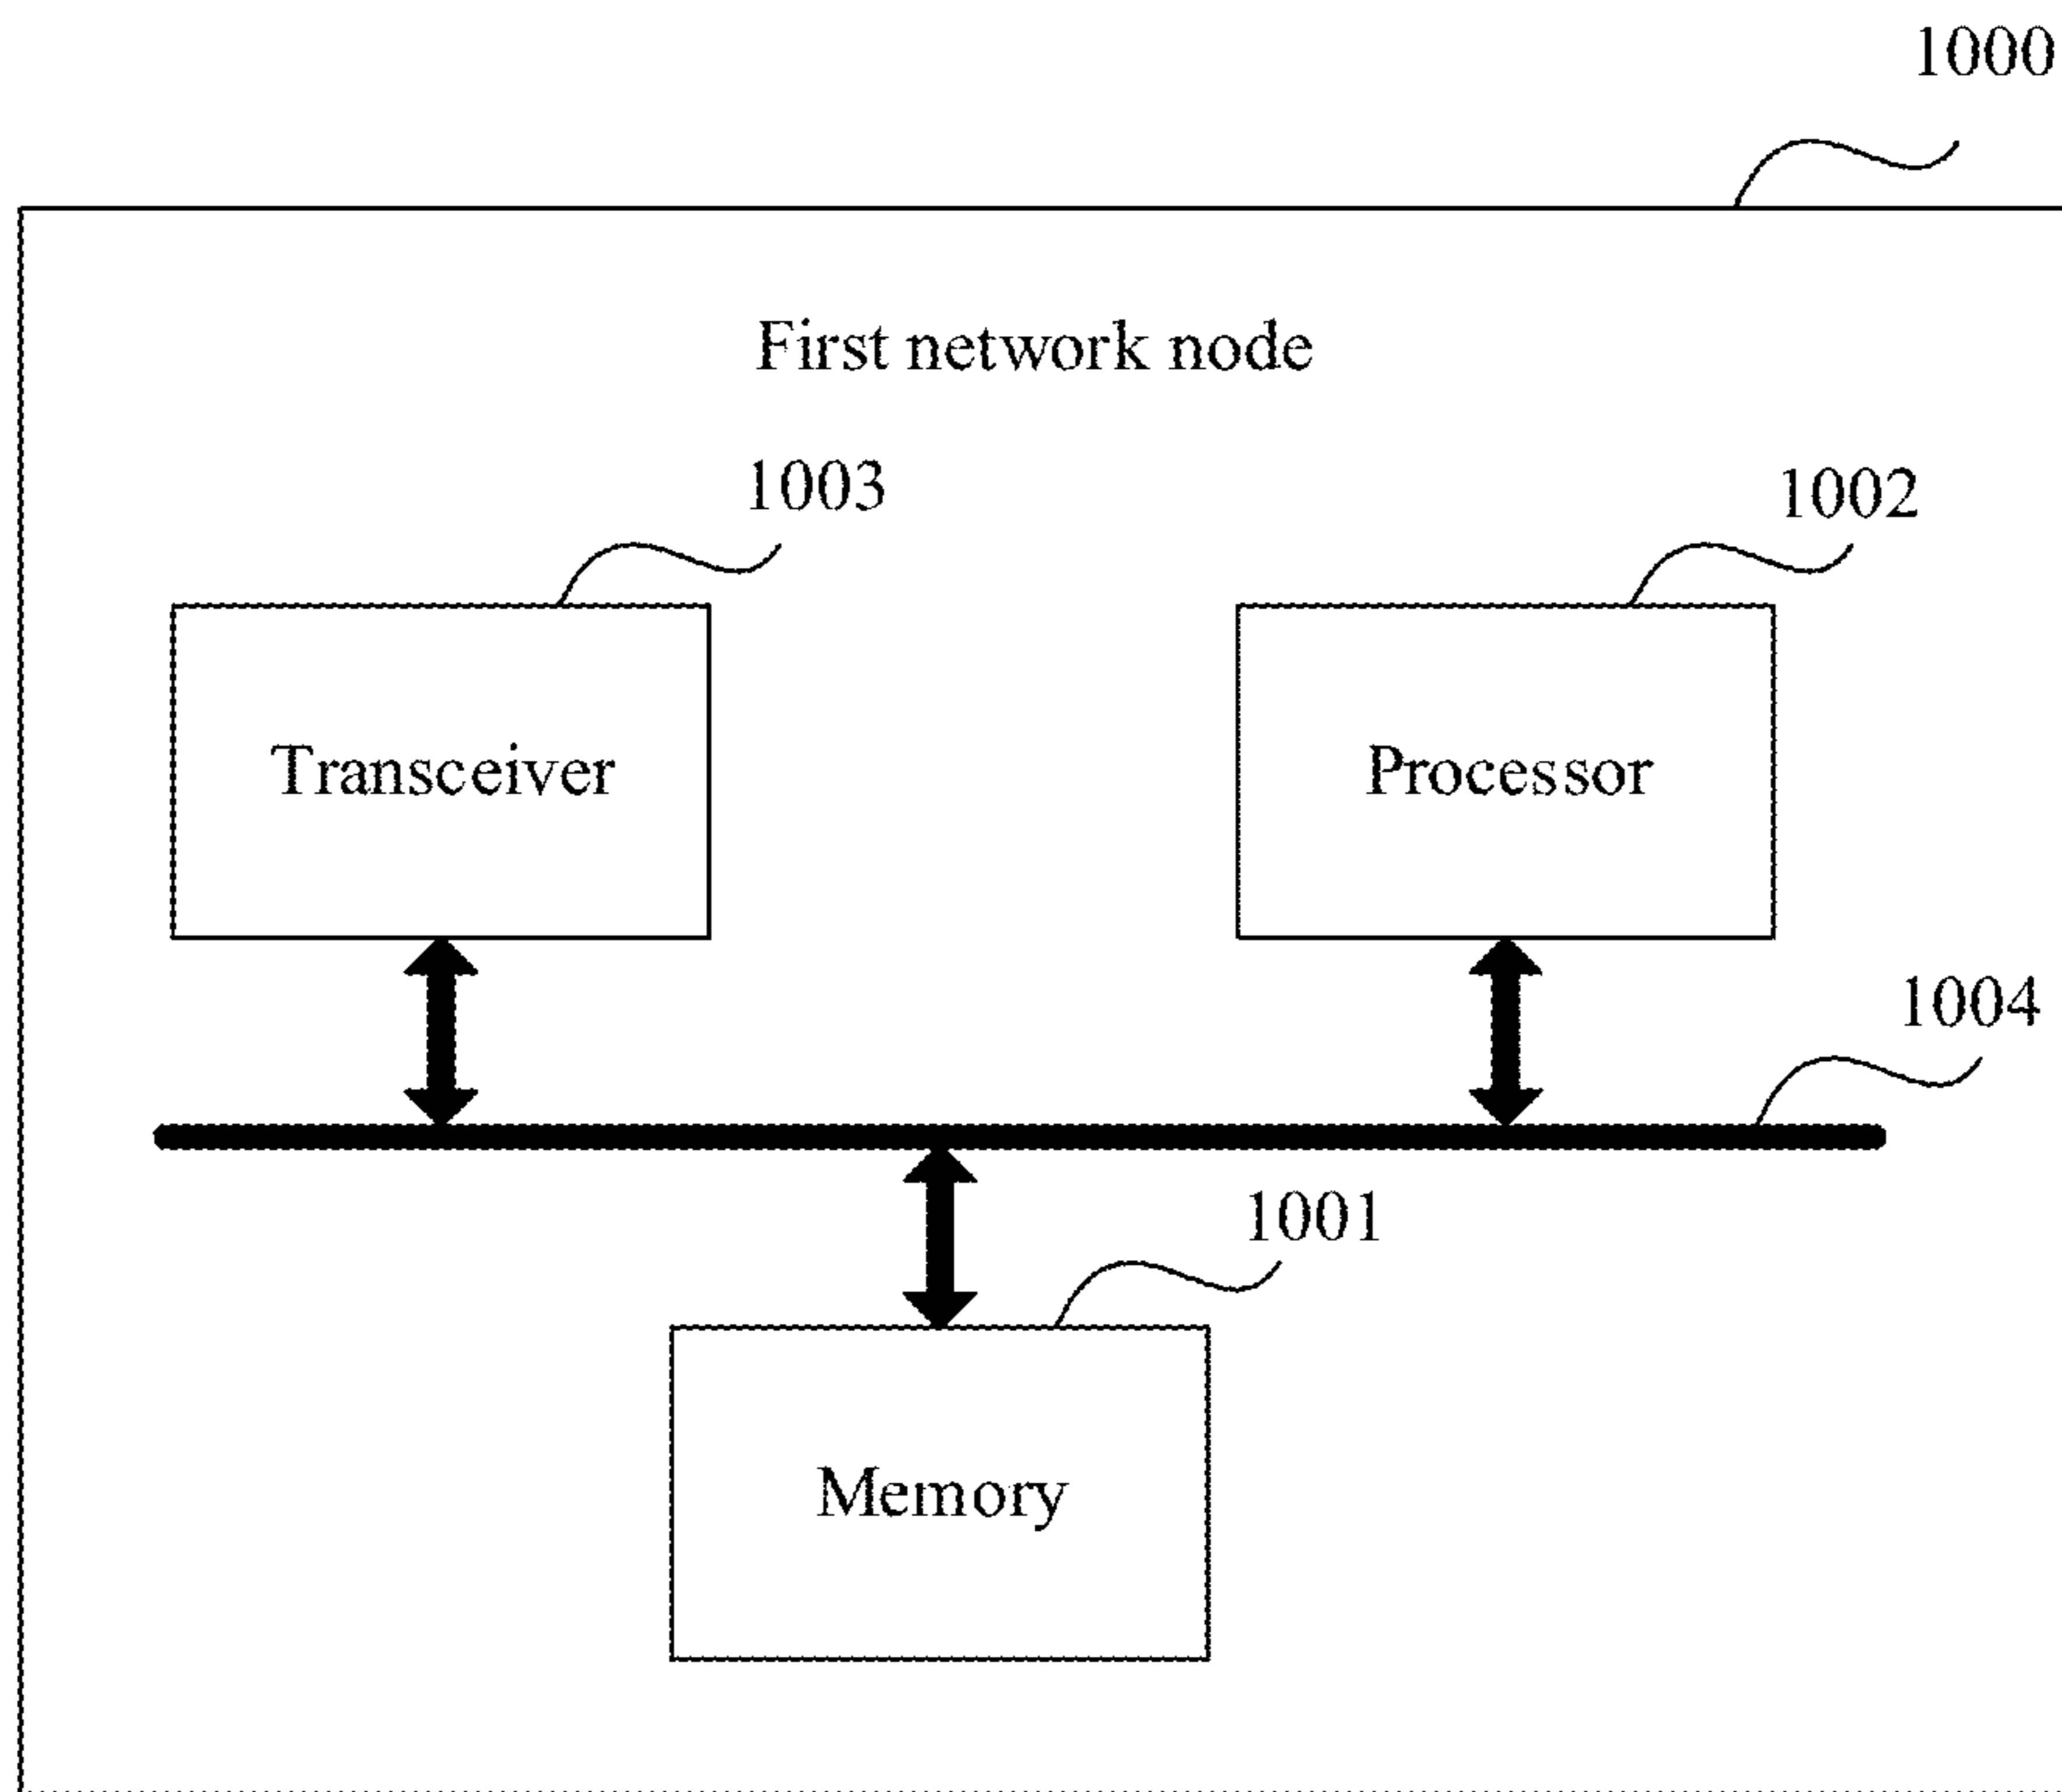 1000
First network node
1003
1002
Transceiver
Processor
1004
1001
Memory